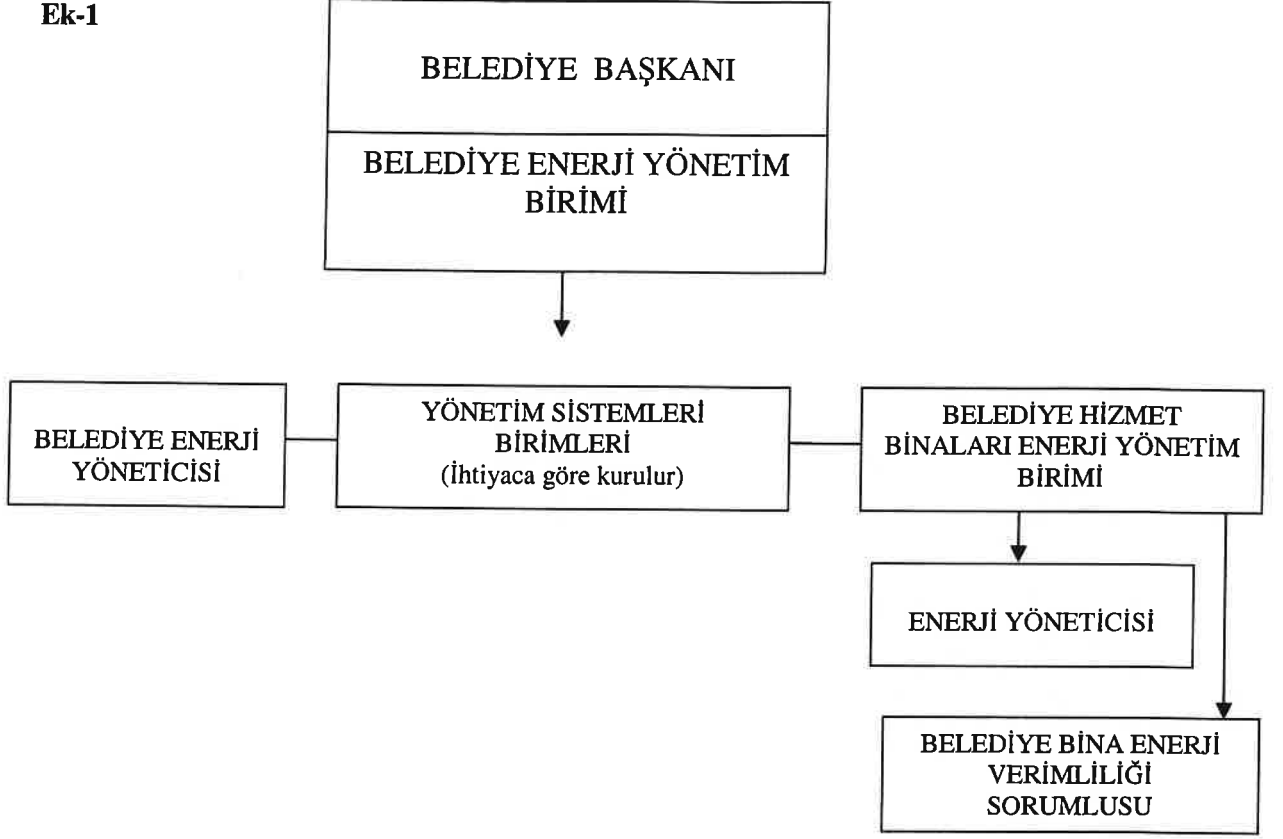 Ek-1
BELEDİYE BAŞKANI
BELEDİYE ENERJİ YÖNETİM
BİRİMİ
BELEDİYE ENERJİ
YÖNETİCİSİ
YÖNETİM SİSTEMLERİ
BİRİMLERİ
(İhtiyaca göre kurulur)
BELEDİYE HİZMET
BİNALARI ENERJİ YÖNETİM
BİRİMİ
ENERJİ YÖNETİCİSİ
BELEDİYE BİNA ENERJİ
VERİMLİLİĞİ
SORUMLUSU